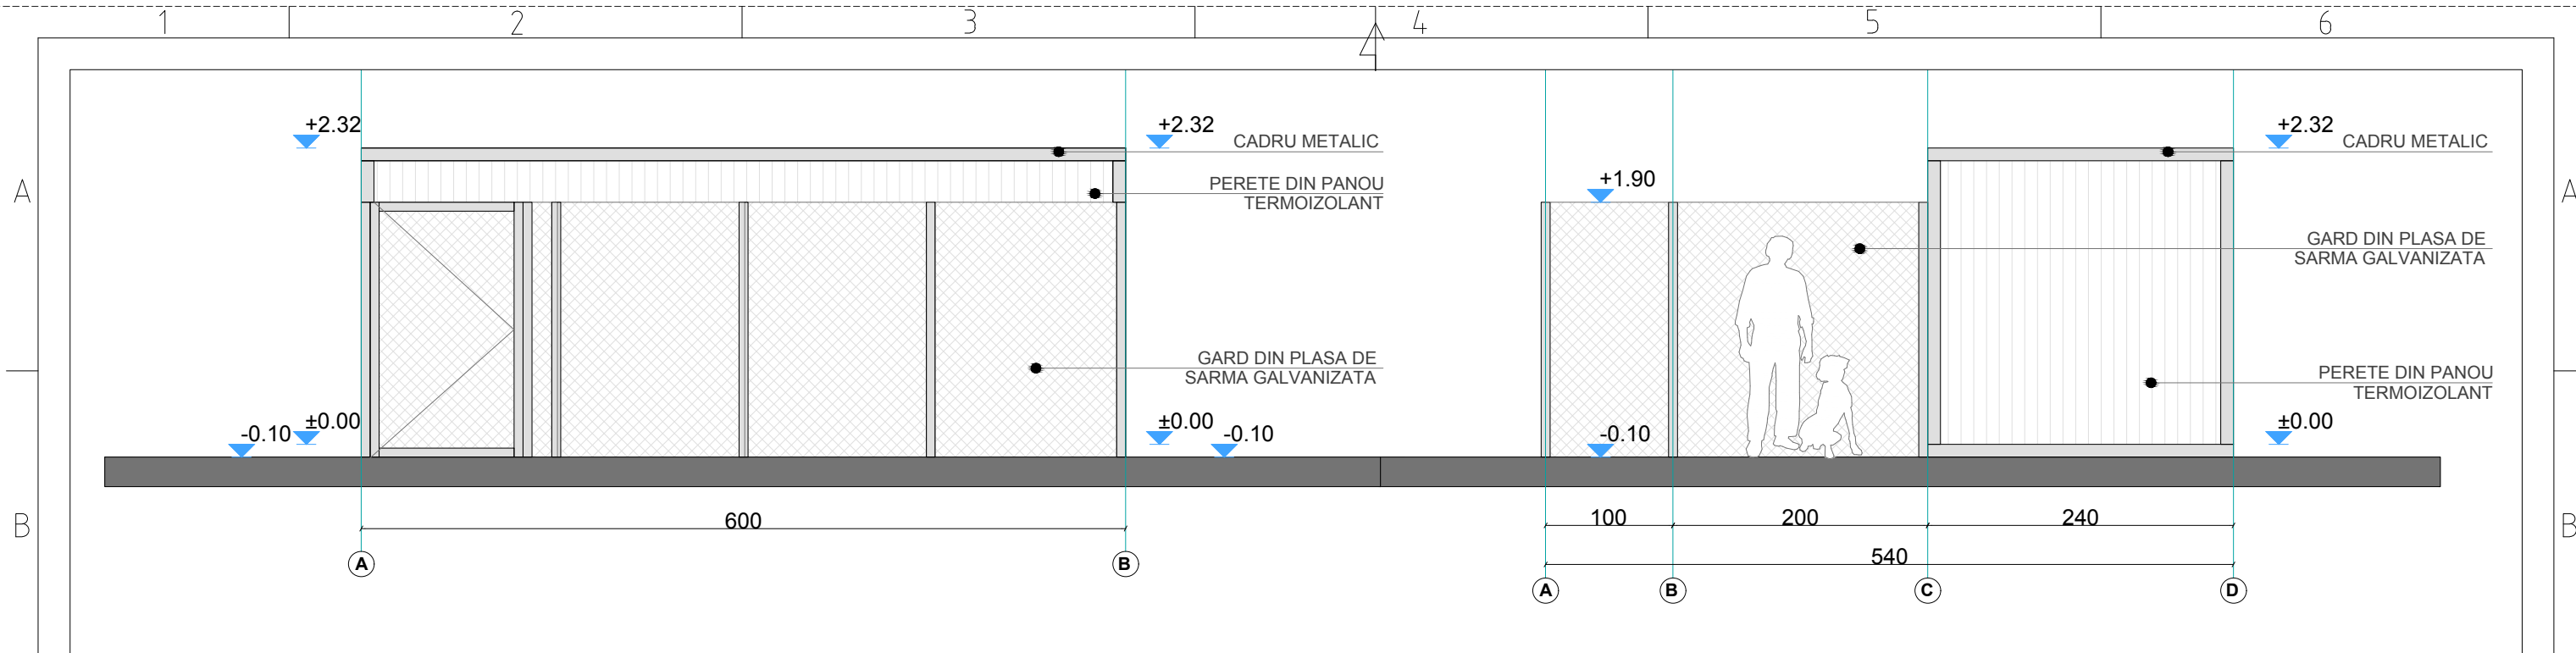 1 2 3 4 5 6
A A
+2.32 +2.32 CADRU METALIC
PERETE DIN PANOU
TERMOIZOLANT
GARD DIN PLASA DE
SARMA GALVANIZATA
-0.10 ±0.00 ±0.00 -0.10
600
A B
+1.90
+2.32
CADRU METALIC
GARD DIN PLASA DE
SARMA GALVANIZATA
PERETE DIN PANOU
TERMOIZOLANT
-0.10 ±0.00
100 200 240
540
A B C D
B B